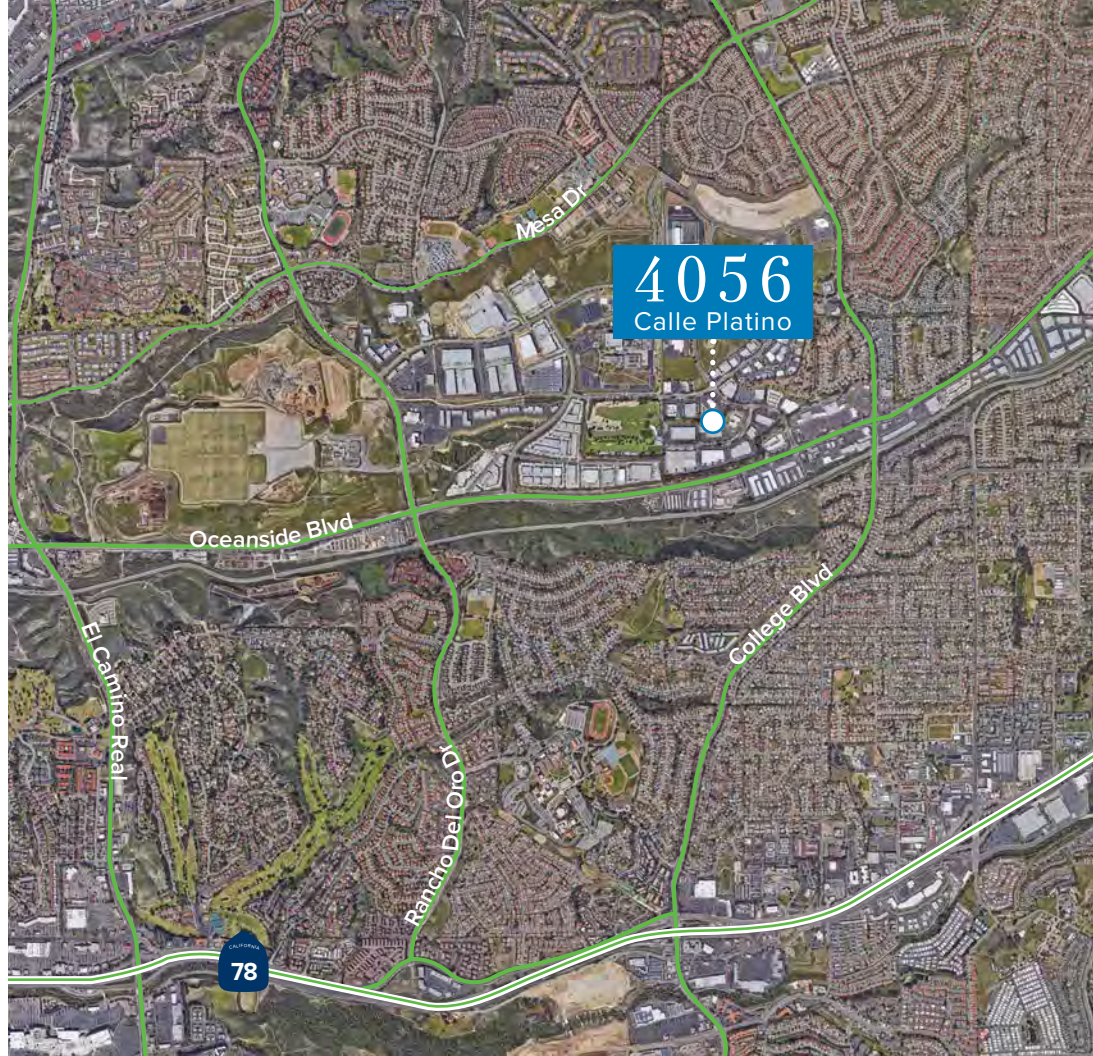 Mesa Dr
4056
Calle Platino
Oceanside Blvd
College Blvd
El Camino Real
Rancho Del Oro Dr
CALIFORNIA
78